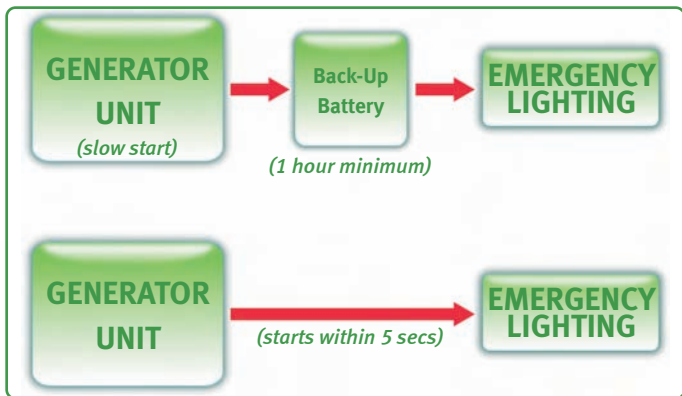 GENERATOR
UNIT
(slow start)
Back-Up
Battery
(1 hour minimum)
EMERGENCY
LIGHTING
GENERATOR
UNIT
(starts within 5 secs)
EMERGENCY
LIGHTING